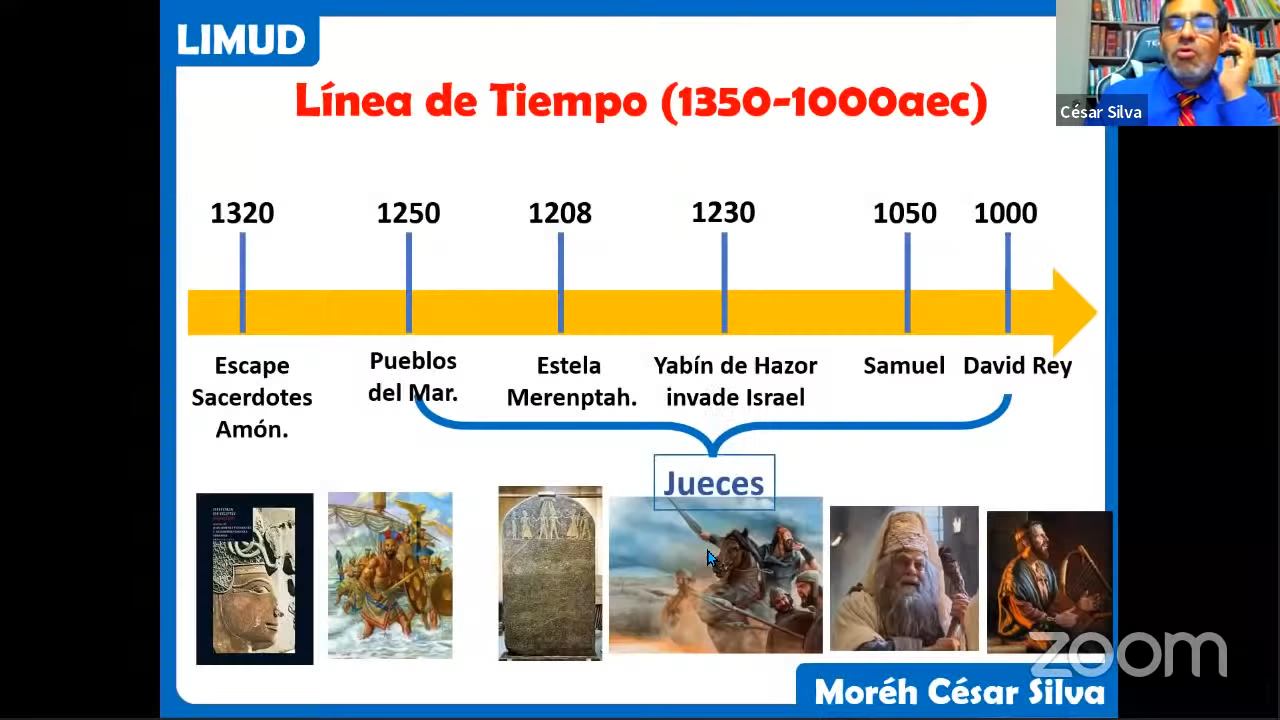 LIMUD
Línea de Tiempo (1350-1000aec)
César Silva
1320
1250
1208
1230
1050
1000
Escape
Sacerdotes
Amón.
Pueblos
del Mar.
Estela
Merenptah.
Yabín de Hazor
invade Israel
Samuel
David Rey
Jueces
zoom
Moréh César Silva